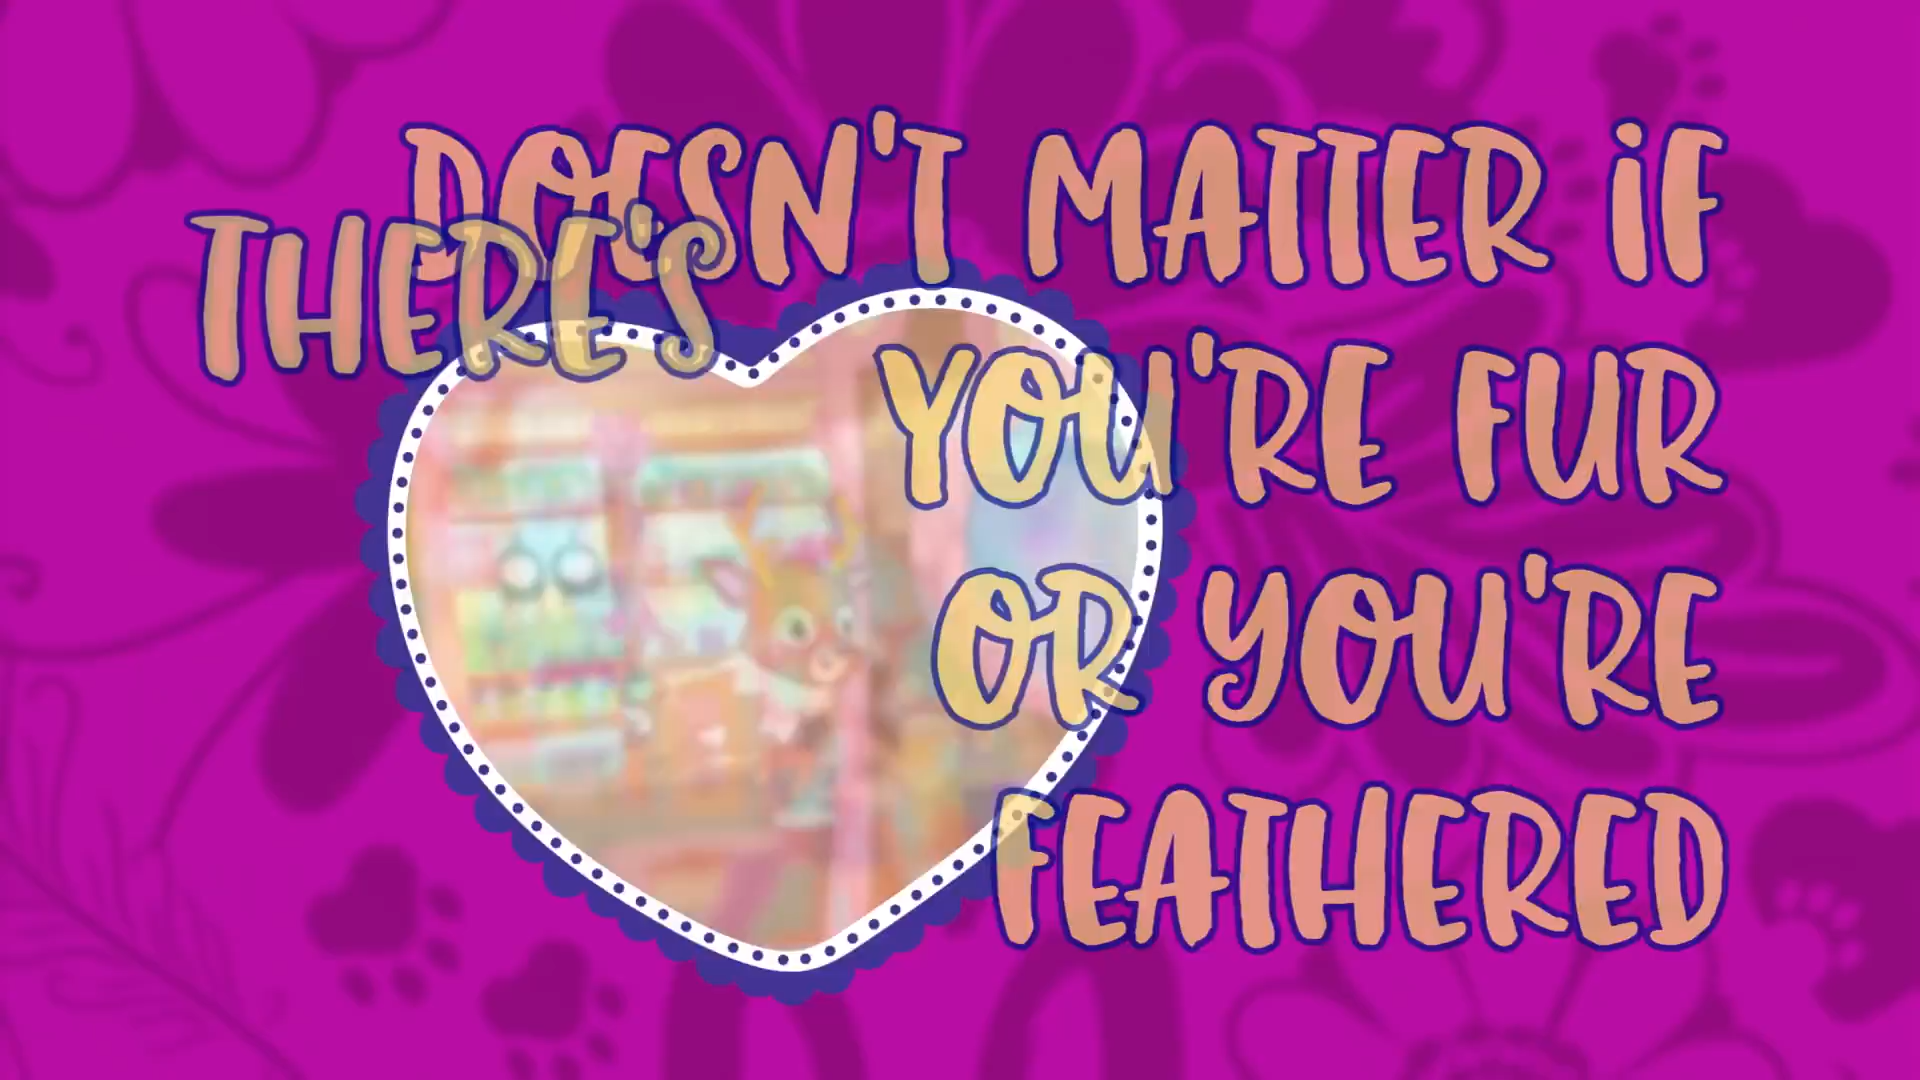 DOESN'T MATTER iF
THERE'S
YOU'RE FUR
OR YOU'RE
FEATHERED